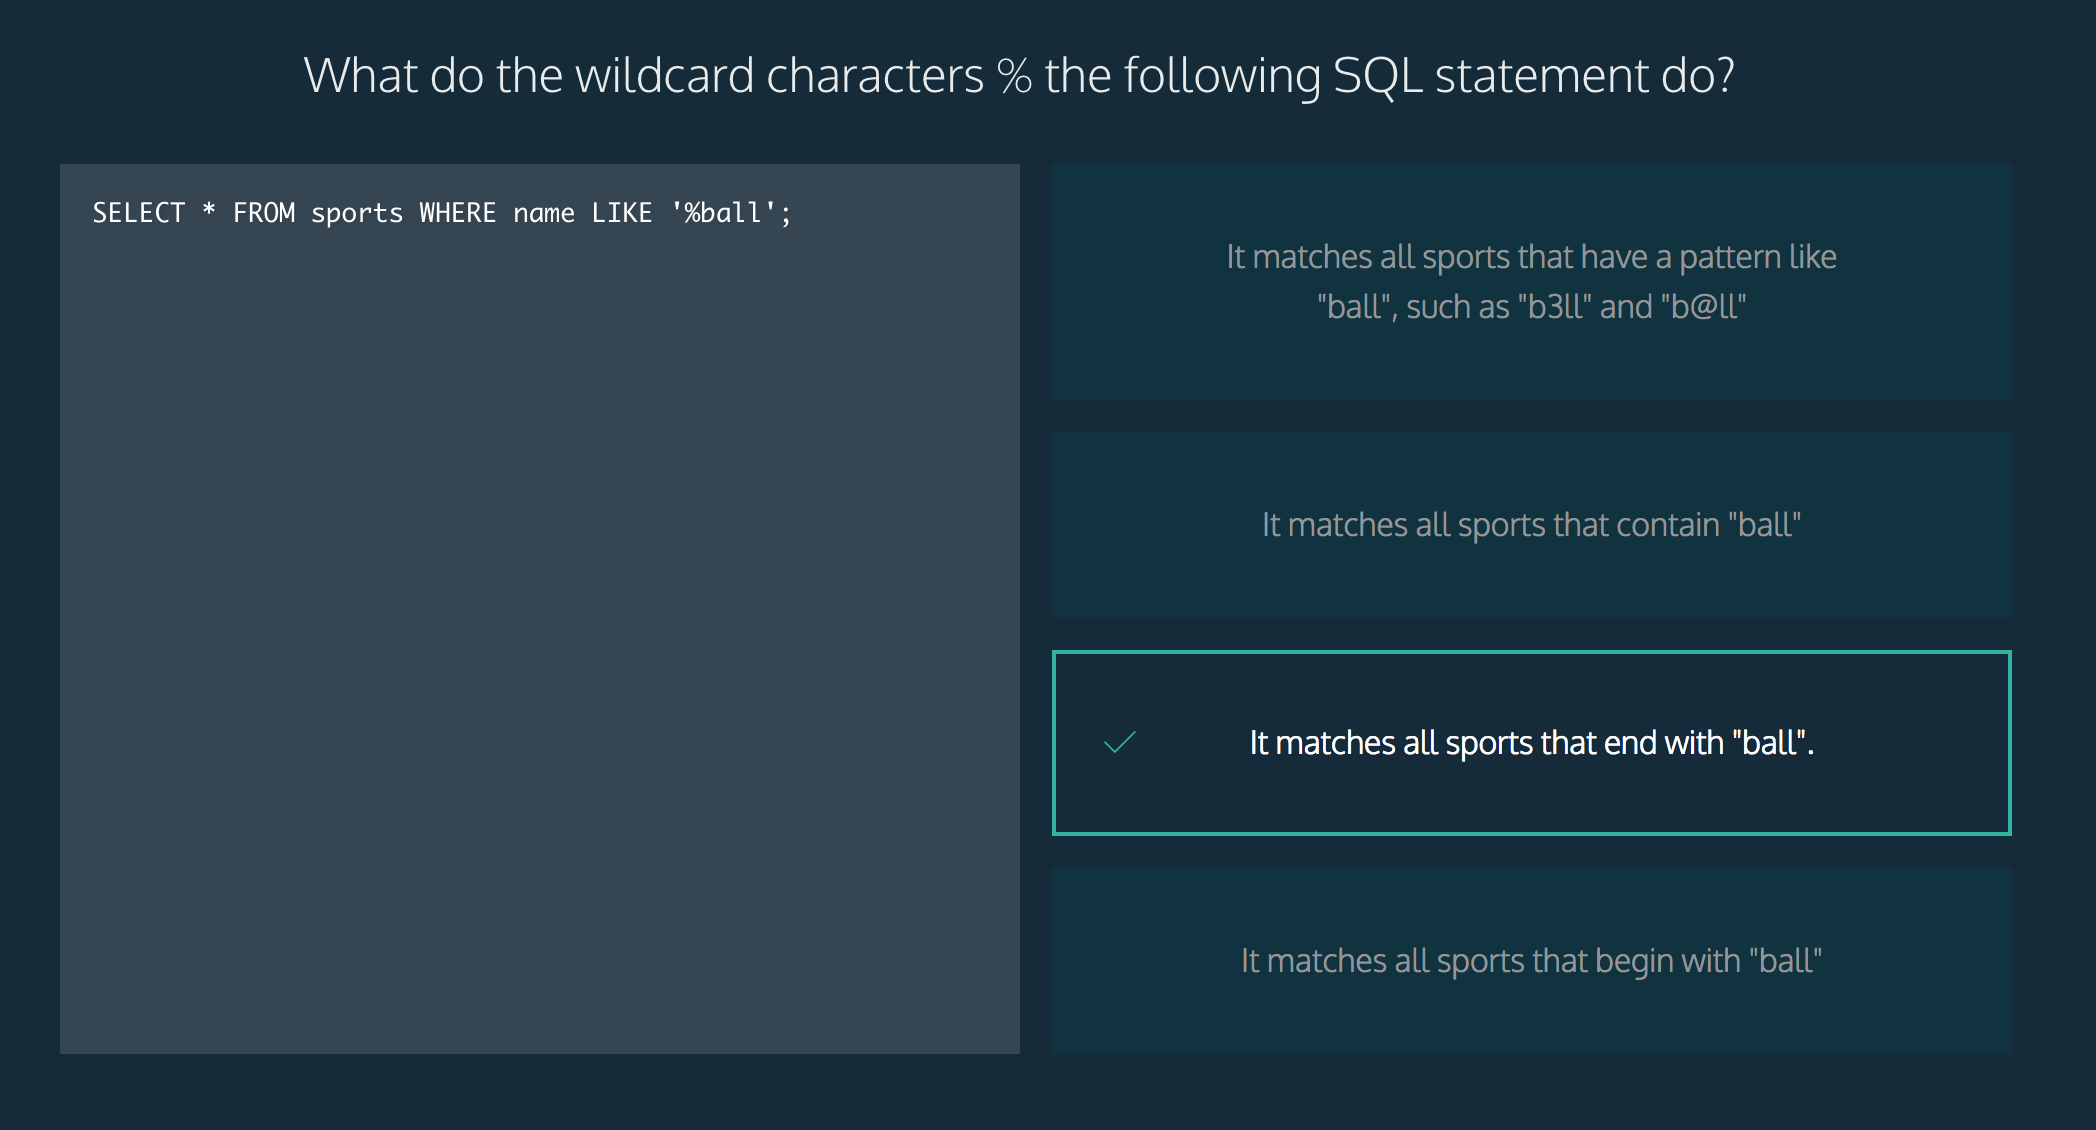 What do the wildcard characters % the following SQL statement do?
SELECT * FROM sports WHERE name LIKE '%ball';
It matches all sports that have a pattern like
"ball", such as "b3ll" and "b@ll"
It matches all sports that contain "ball"
It matches all sports that end with "ball".
It matches all sports that begin with "ball"